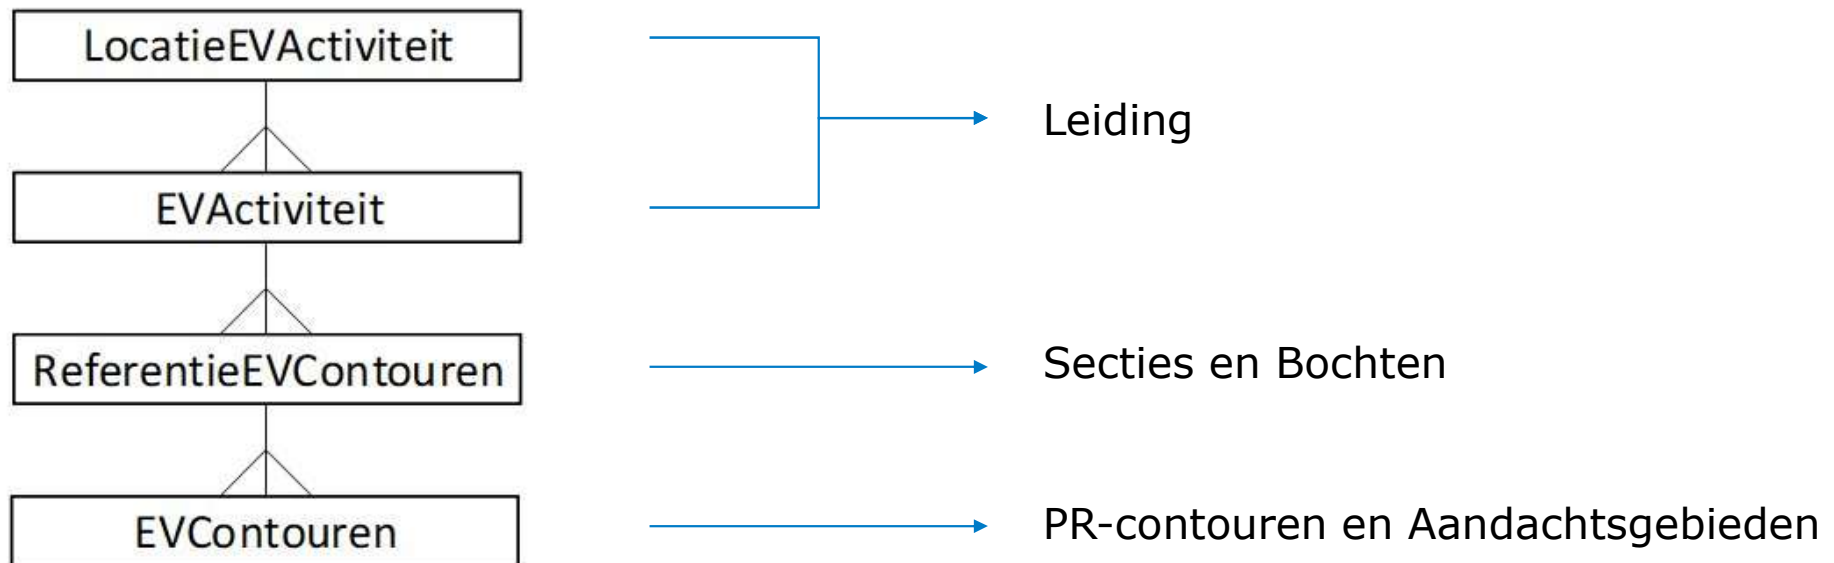 LocatieEVActiviteit
Leiding
EVActiviteit
ReferentieEVContouren
Secties en Bochten
EVContouren
PR-contouren en Aandachtsgebieden